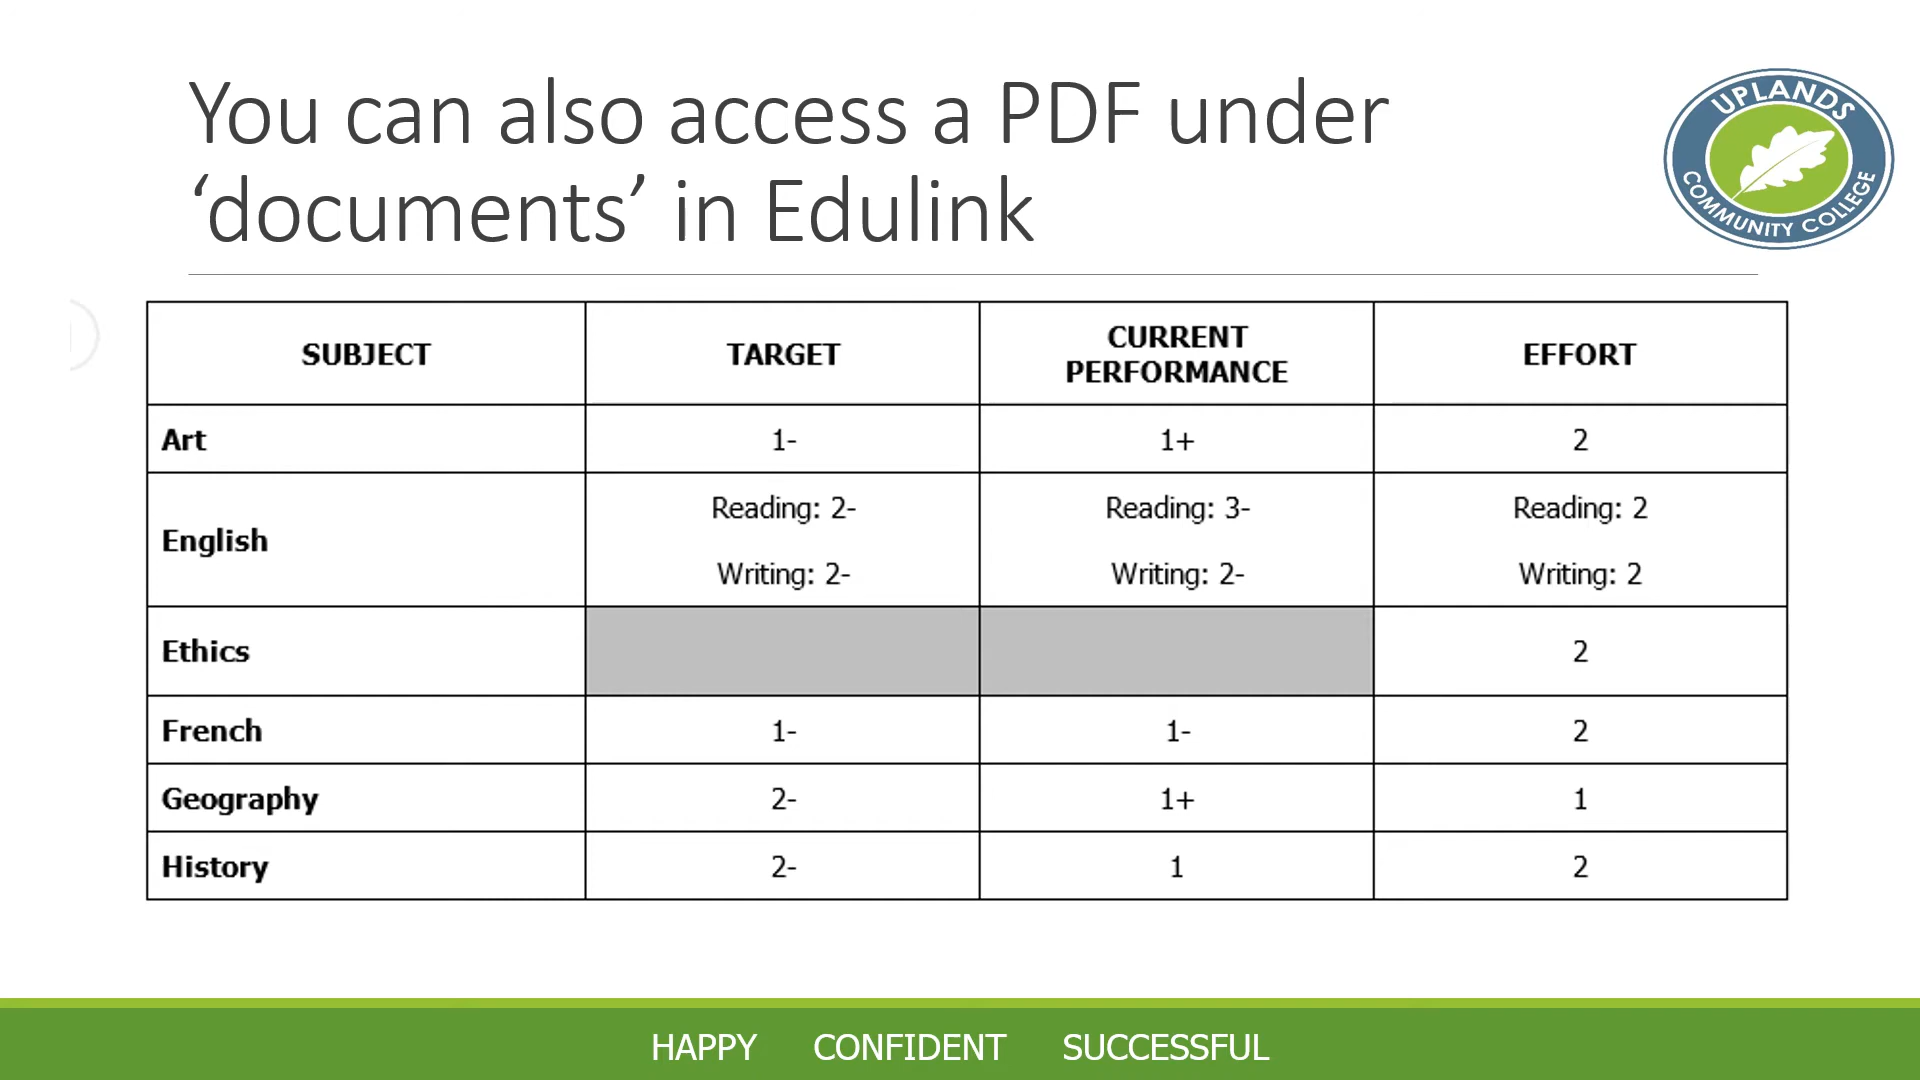 You can also access a PDF under
‘documents’ in Edulink
UPLANDS
COMMUNITY COLLEGE
SUBJECT TARGET CURRENT PERFORMANCE EFFORT
Art 1- 1+ 2
English Reading: 2- Reading: 3- Reading: 2
Writing: 2- Writing: 2- Writing: 2
Ethics 2
French 1- 1- 2
Geography 2- 1+ 1
History 2- 1 2
HAPPY CONFIDENT SUCCESSFUL